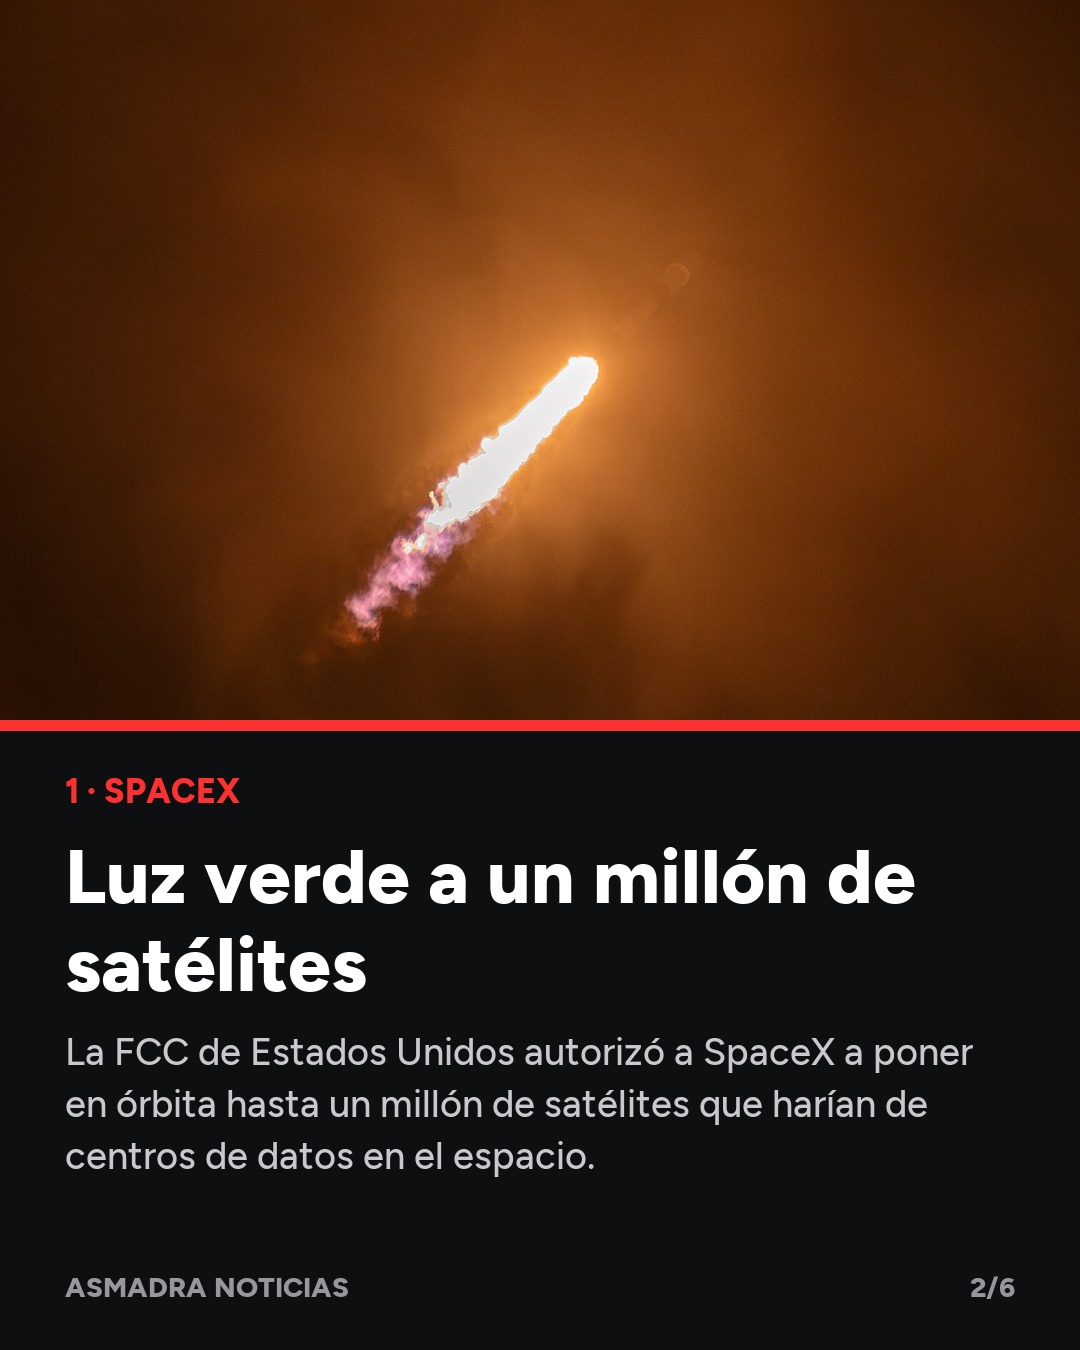 1 · SPACEX
Luz verde a un millón de
satélites
La FCC de Estados Unidos autorizó a SpaceX a poner
en órbita hasta un millón de satélites que harían de
centros de datos en el espacio.
ASMADRA NOTICIAS
2/6